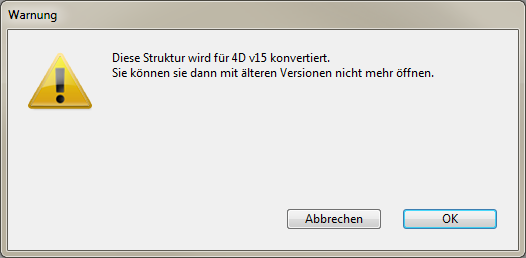 Warnung
Diese Struktur wird für 4D v15 konvertiert.
Sie können sie dann mit älteren Versionen nicht mehr öffnen.
Abbrechen
OK